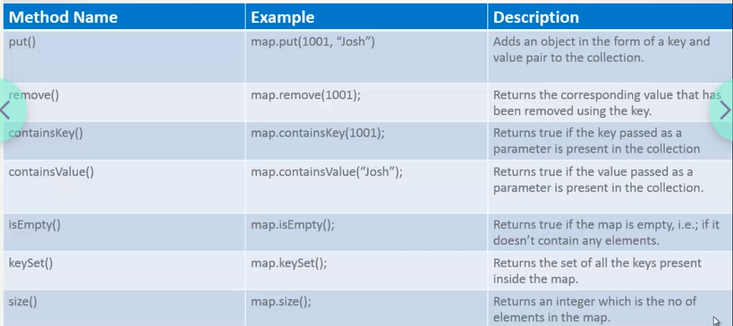 Method Name Example Description
put() map.put(1001, “Josh”) Adds an object in the form of a key and
value pair to the collection.
remove() map.remove(1001); Returns the corresponding value that has
been removed using the key.
containsKey() map.containsKey(1001); Returns true if the key passed as a
parameter is present in the collection
containsValue() map.containsValue(“Josh”); Returns true if the value passed as a
parameter is present in the collection.
isEmpty() map.isEmpty(); Returns true if the map is empty, i.e.; if it
doesn’t contain any elements.
keySet() map.keySet(); Returns the set of all the keys present
inside the map.
size() map.size(); Returns an integer which is the no of
elements in the map.